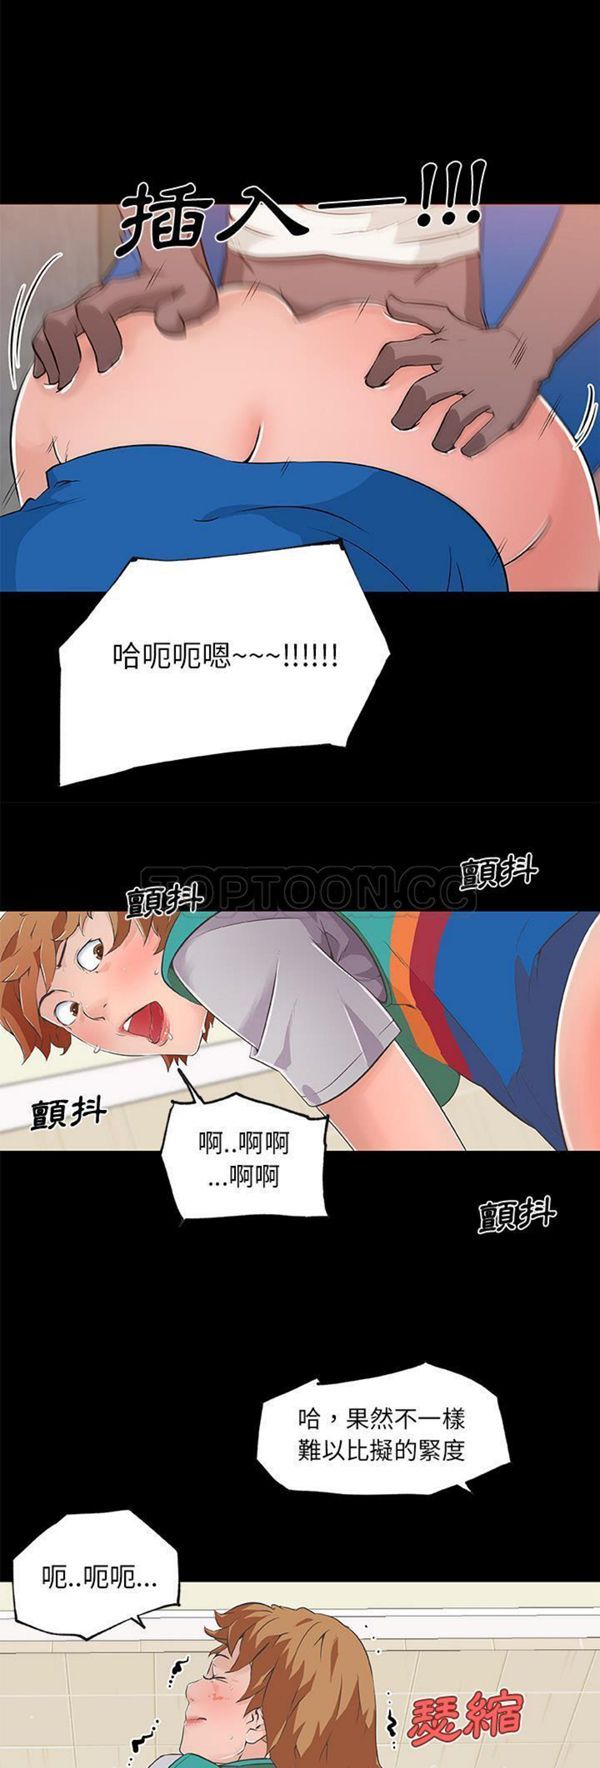 插入—!!!
哈呃呃嗯~~~!!!!!!
TOPTOON.CC
顫抖
顫抖
顫抖
啊..啊啊
...啊啊
顫抖
哈，果然不一樣
難以比擬的緊度
呃..呃呃...
瑟縮